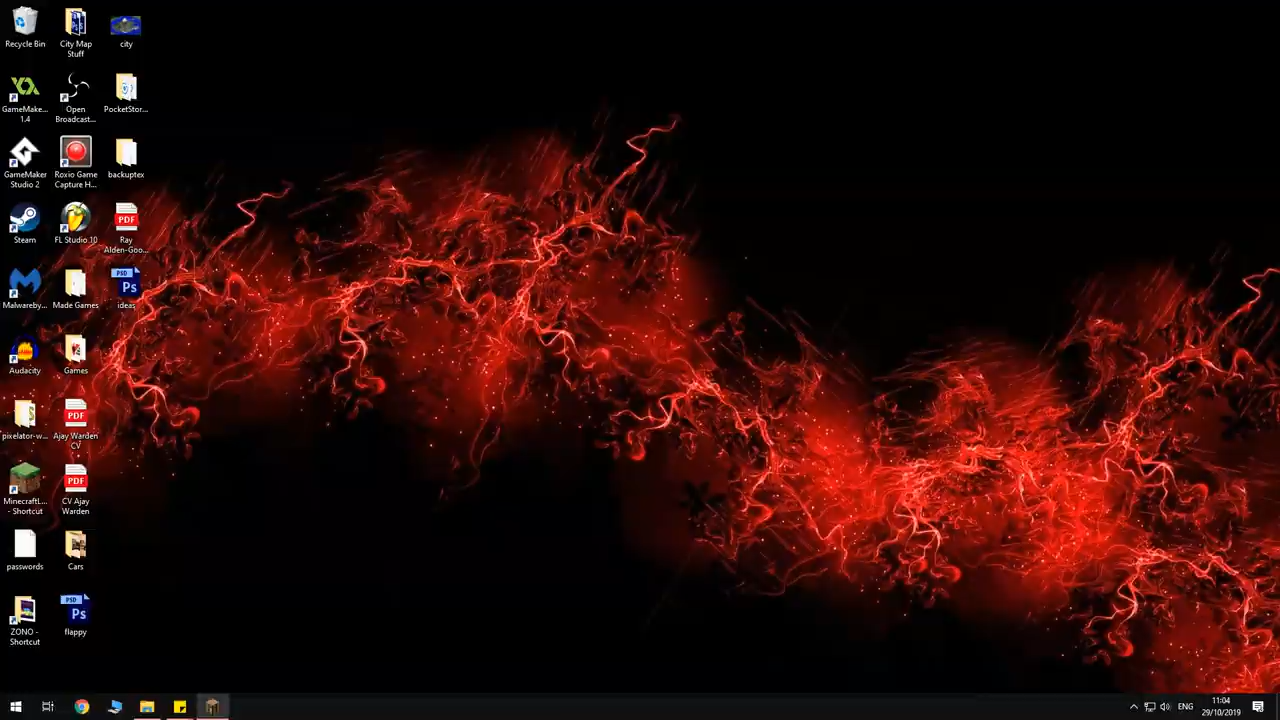 Recycle Bin
City Map
Stuff
city
GameMake...
1.4
Open
Broadcast...
PocketStor...
GameMaker
Studio 2
Roxio Game
Capture H...
backuptex
Steam
FL Studio 10
PDF
Ray
Alden-Goo...
Malwareby...
Made Games
PSD
Ps
ideas
Audacity
Games
pixelator-w...
PDF
Ajay Warden
CV
MinecraftL...
- Shortcut
PDF
CV Ajay
Warden
passwords
Cars
ZONO -
Shortcut
PSD
Ps
flappy
ENG
11:04
29/10/2019